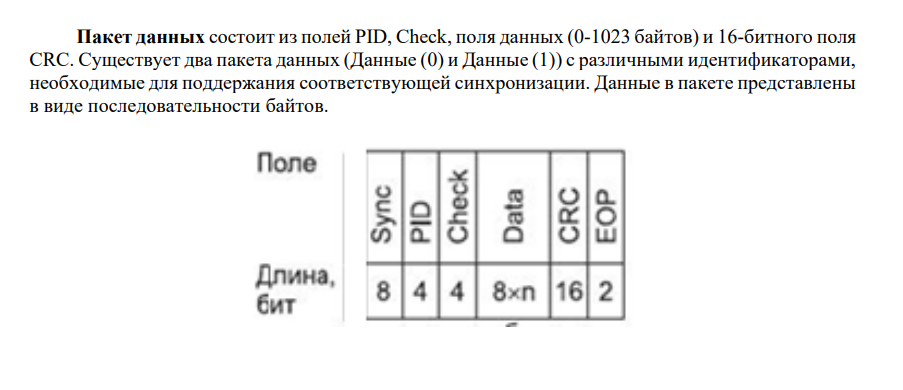 Пакет данных состоит из полей PID, Check, поля данных (0-1023 байтов) и 16-битного поля
CRC. Существует два пакета данных (Данные (0) и Данные (1)) с различными идентификаторами,
необходимые для поддержания соответствующей синхронизации. Данные в пакете представлены
в виде последовательности байтов.
Поле Sync PID Check Data CRC EOP
Длина,
бит 8 4 4 8×n 16 2